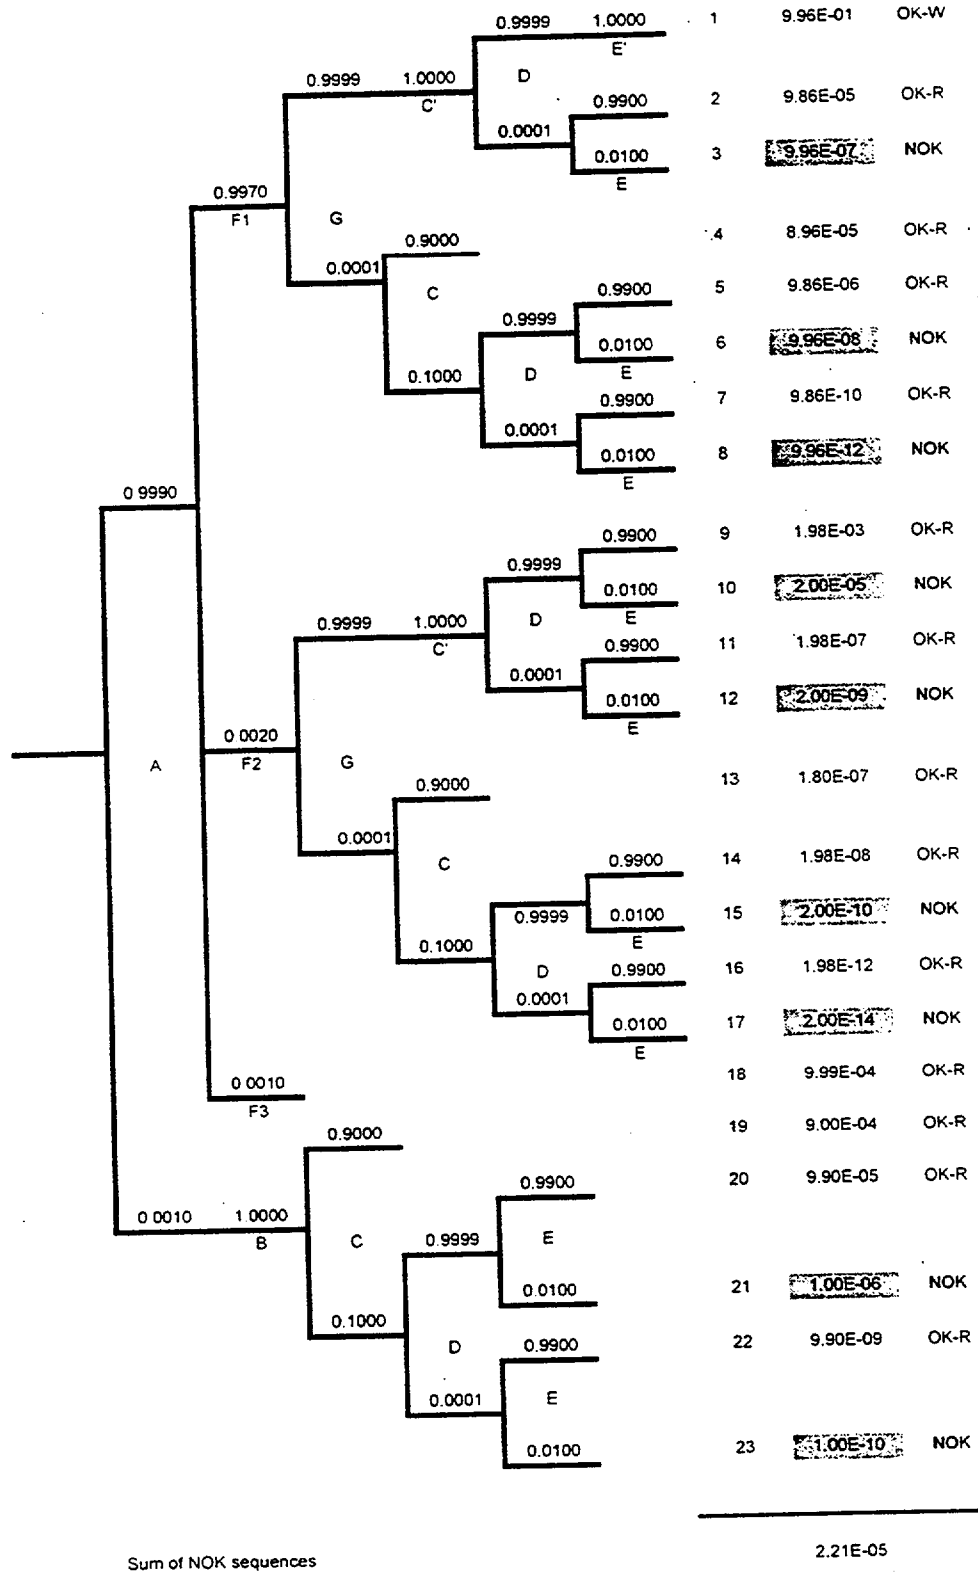 0.9999 1.0000 1 9.96E-01 OK-W
E'
0.9999 1.0000 D
C' 0.9900 2 9.86E-05 OK-R
0.0001
0.0100 3 9.96E-07 NOK
E
0.9970
F1 G
0.9000 4 8.96E-05 OK-R
0.0001
C 0.9900 5 9.86E-06 OK-R
0.9999
0.0100 6 9.96E-08 NOK
0.1000 D E
0.9900 7 9.86E-10 OK-R
0.0001
0.0100 8 9.96E-12 NOK
E
0 9990
0.9900 9 1.98E-03 OK-R
0.9999
0.0100 10 2.00E-05 NOK
0.9999 1.0000 D E
C' 0.9900 11 1.98E-07 OK-R
0.0001
0.0100 12 2.00E-09 NOK
E
0 0020
A F2 G
0.9000 13 1.80E-07 OK-R
0.0001
C 0.9900 14 1.98E-08 OK-R
0.9999 0.0100 15 2.00E-10 NOK
E
0.1000
D 0.9900 16 1.98E-12 OK-R
0.0001
0.0100 17 2.00E-14 NOK
E
0 0010 18 9.99E-04 OK-R
F3
0.9000 19 9.00E-04 OK-R
0.9900 20 9.90E-05 OK-R
0 0010 1.0000
B C 0.9999 E
0.0100 21 1.00E-06 NOK
0.1000
D 0.9900 22 9.90E-09 OK-R
0.0001 E
0.0100 23 1.00E-10 NOK
Sum of NOK sequences 2.21E-05